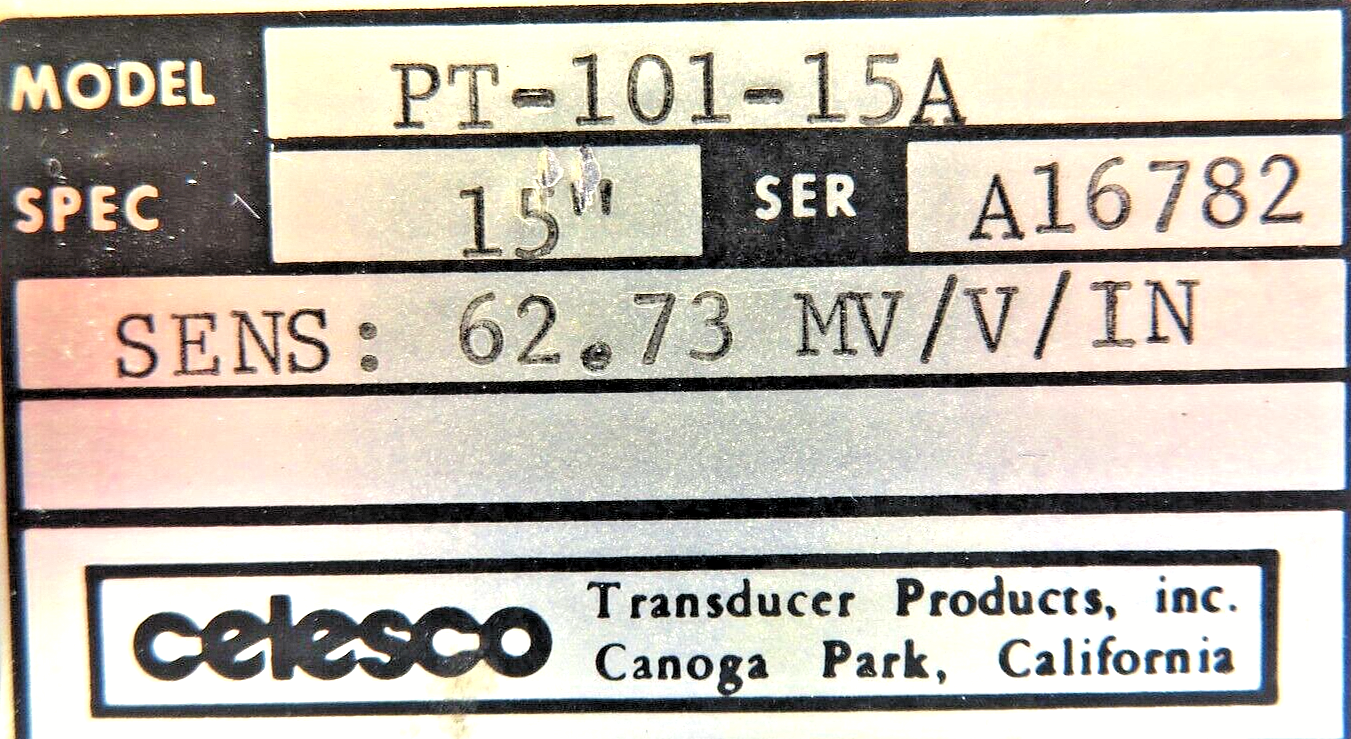 MODEL PT-101-15A
SPEC 15" SER A16782
SENS: 62.73 MV/V/IN
celesco Transducer Products, inc.
Canoga Park, California